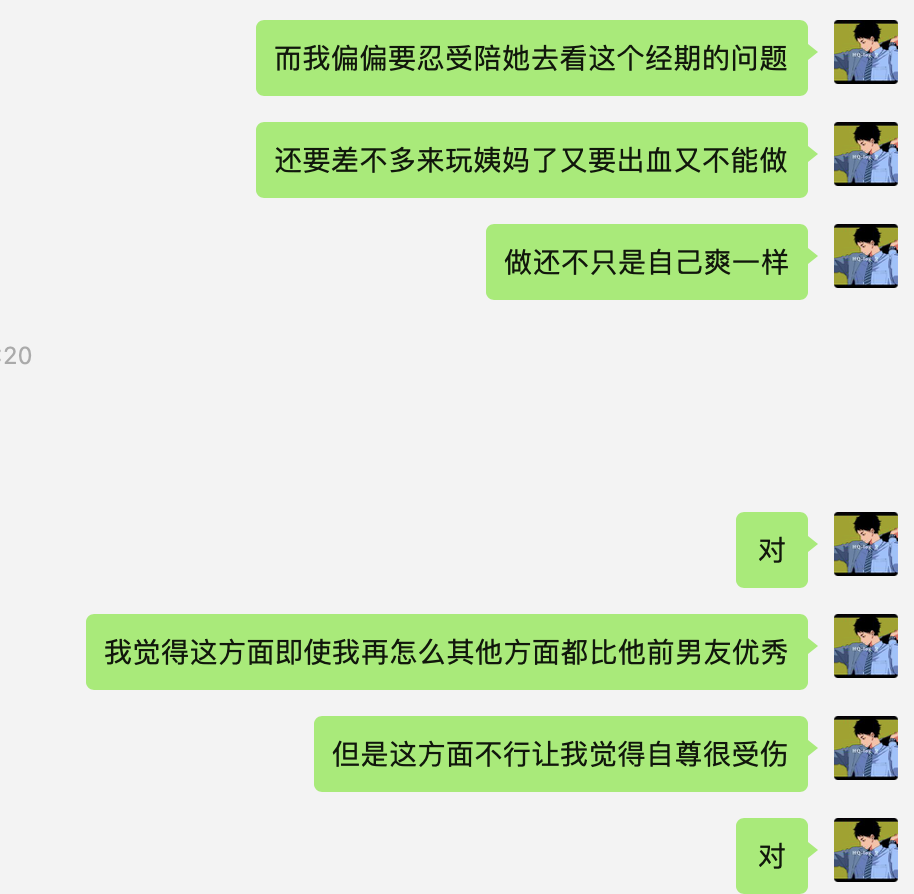 而我偏偏要忍受陪她去看这个经期的问题
还要差不多来玩姨妈了又要出血又不能做
做还不只是自己爽一样
:20
对
我觉得这方面即使我再怎么其他方面都比他前男友优秀
但是这方面不行让我觉得自尊很受伤
对